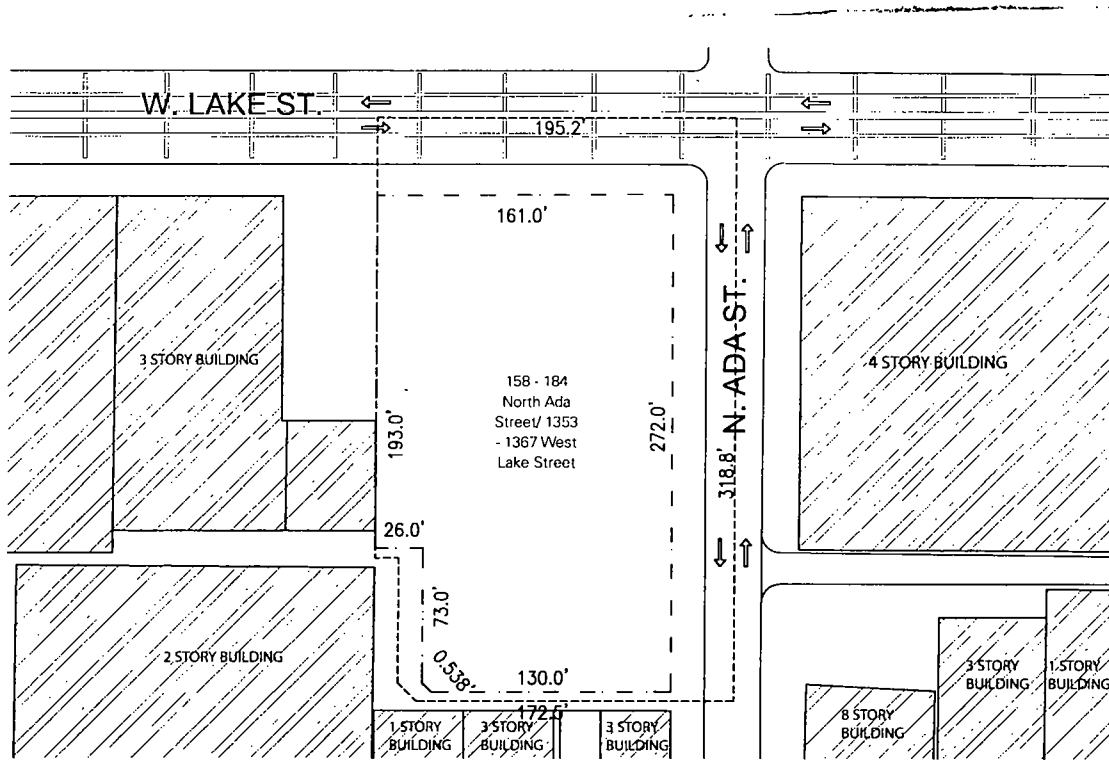 W. LAKE ST.
195.2'
161.0'
3 STORY BUILDING
158 - 184
North Ada
Street/ 1353
- 1367 West
Lake Street
193.0'
272.0'
318.8'
N. ADA ST.
4 STORY BUILDING
26.0'
73.0'
0.538'
130.0'
172.5'
2 STORY BUILDING
1 STORY
BUILDING
3 STORY
BUILDING
3 STORY
BUILDING
8 STORY
BUILDING
3 STORY
BUILDING
1 STORY
BUILDING